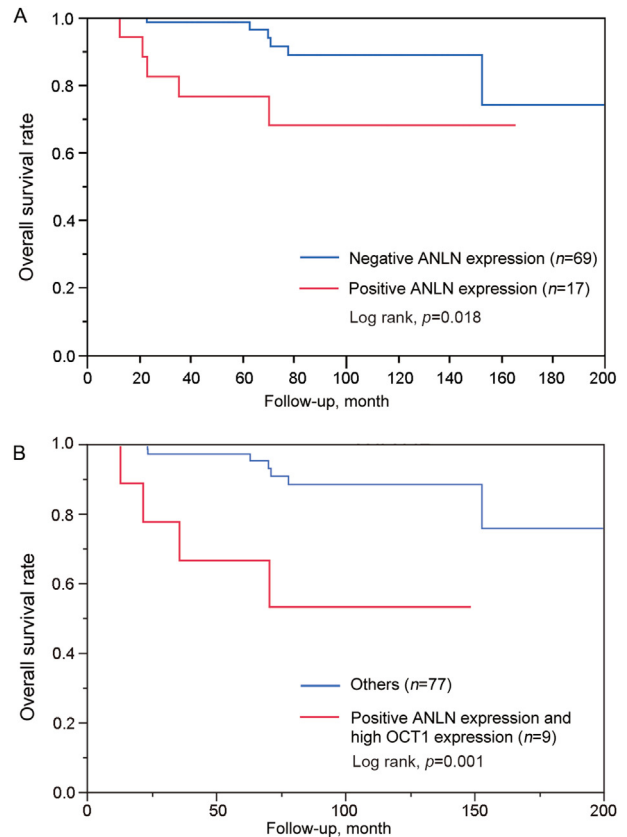 A
Overall survival rate
1.0
0.8
0.6
0.4
0.2
0.0
Negative ANLN expression (n=69)
Positive ANLN expression (n=17)
Log rank, p=0.018
0 20 40 60 80 100 120 140 160 180 200
Follow-up, month
B
Overall survival rate
1.0
0.8
0.6
0.4
0.2
0.0
Others (n=77)
Positive ANLN expression and
high OCT1 expression (n=9)
Log rank, p=0.001
0 50 100 150 200
Follow-up, month